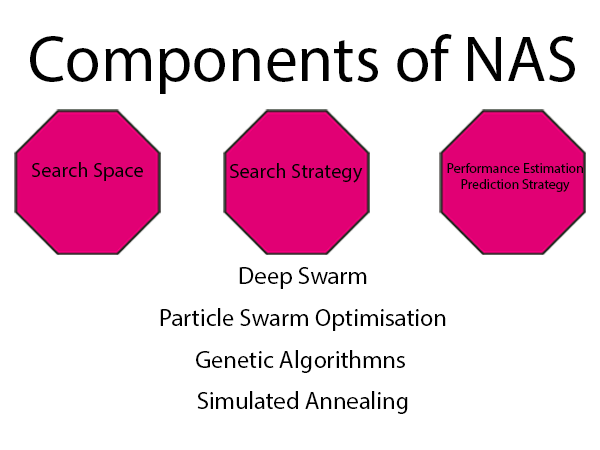 Components of NAS
Search Space
Search Strategy
Performance Estimation
Prediction Strategy
Deep Swarm
Particle Swarm Optimisation
Genetic Algorithmns
Simulated Annealing